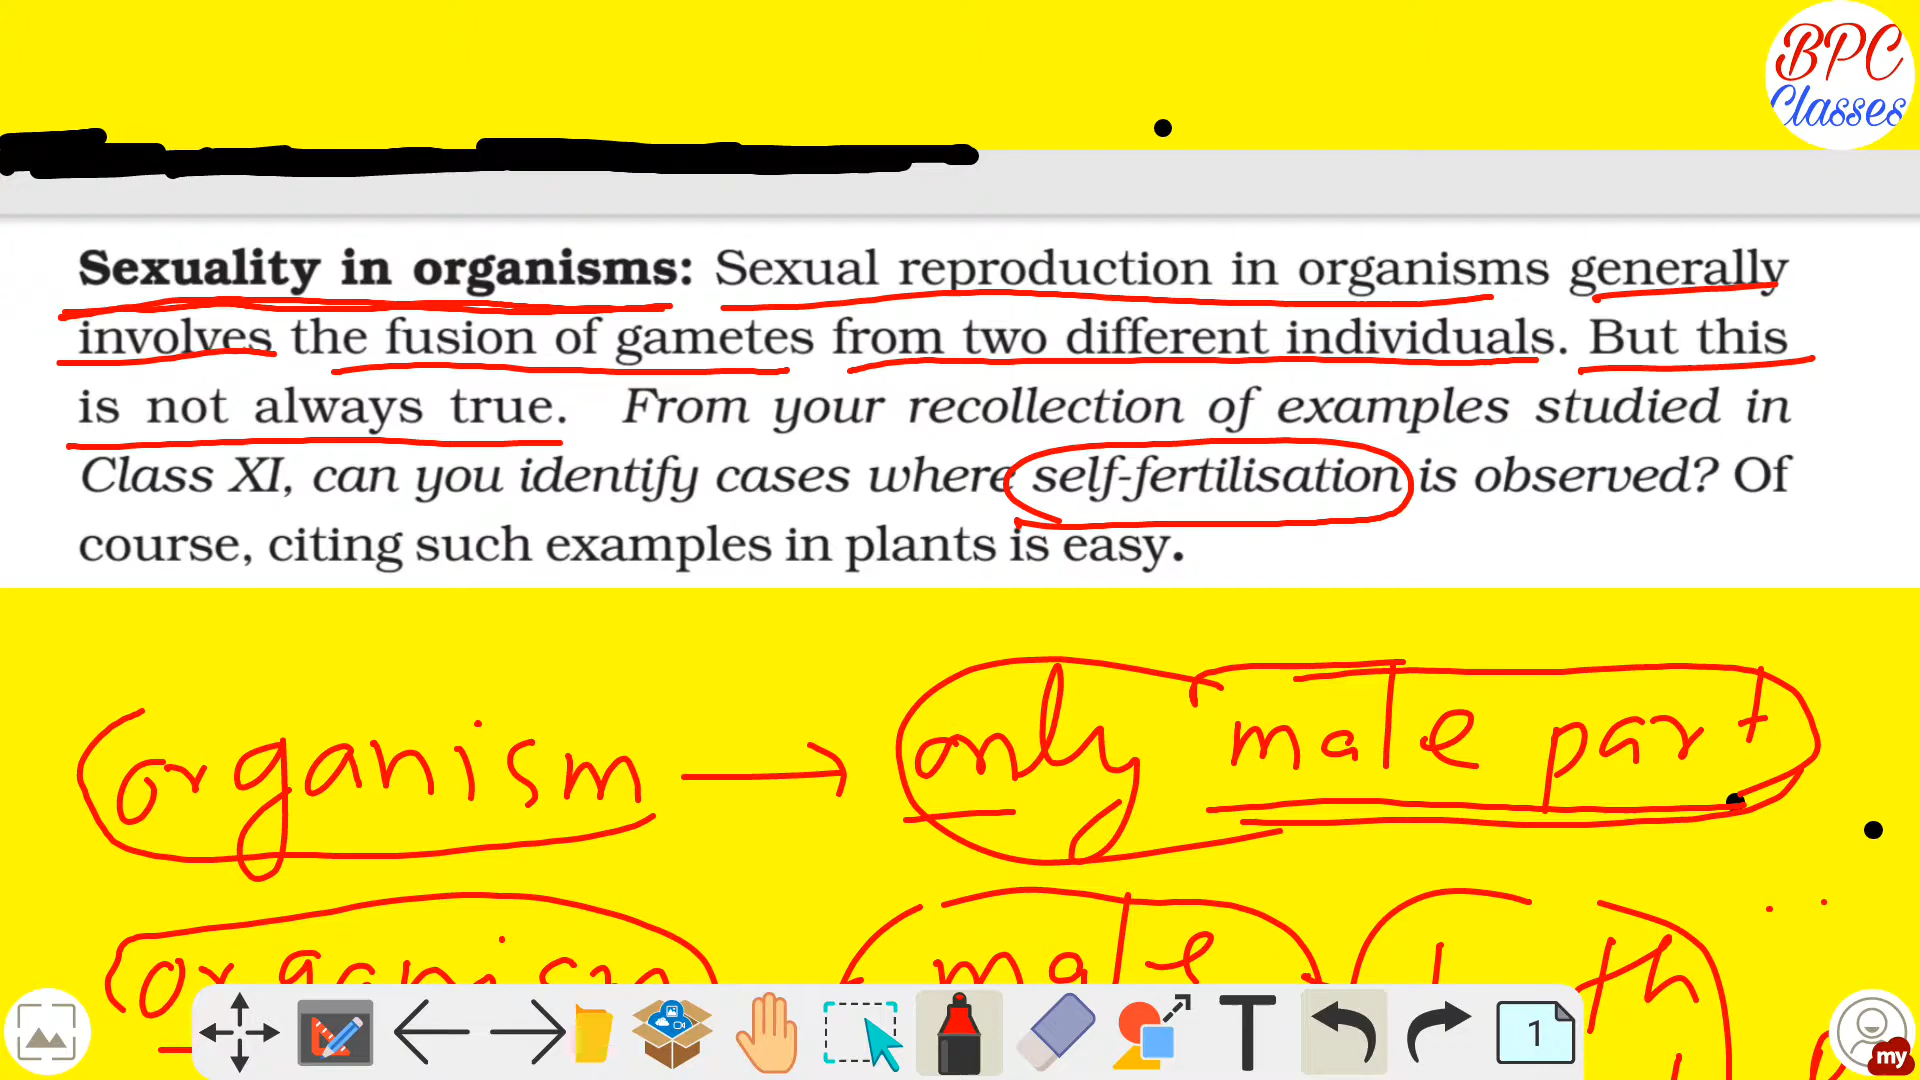 BPC
Classes
Sexuality in organisms: Sexual reproduction in organisms generally
involves the fusion of gametes from two different individuals. But this
is not always true. From your recollection of examples studied in
Class XI, can you identify cases where self-fertilisation is observed? Of
course, citing such examples in plants is easy.
organism → only male part
organism male
T
1
my